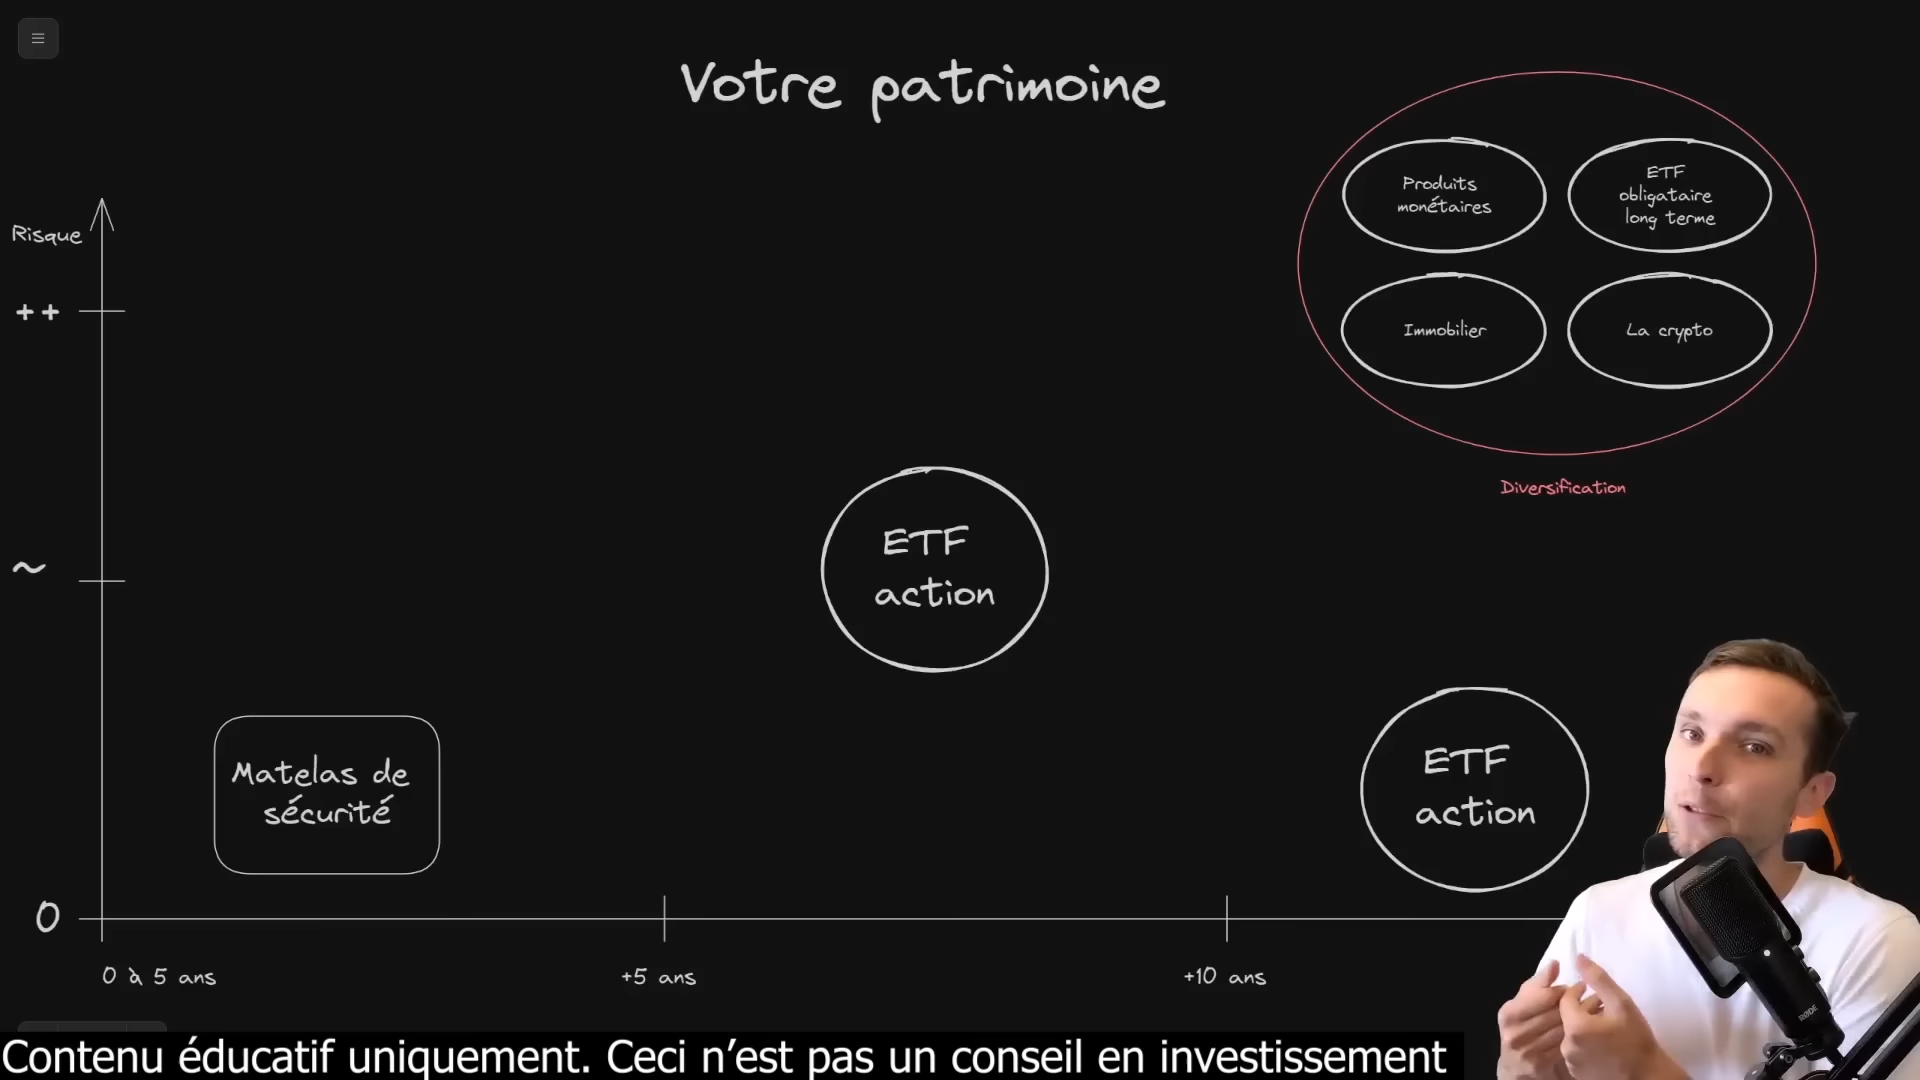 Votre patrimoine
Produits
monétaires
ETF
obligataire
long terme
Risque
++
Immobilier
La crypto
Diversification
ETF
action
~
ETF
action
Matelas de
sécurité
0
0 à 5 ans
+5 ans
+10 ans
RØDE
Contenu éducatif uniquement. Ceci n’est pas un conseil en investissement